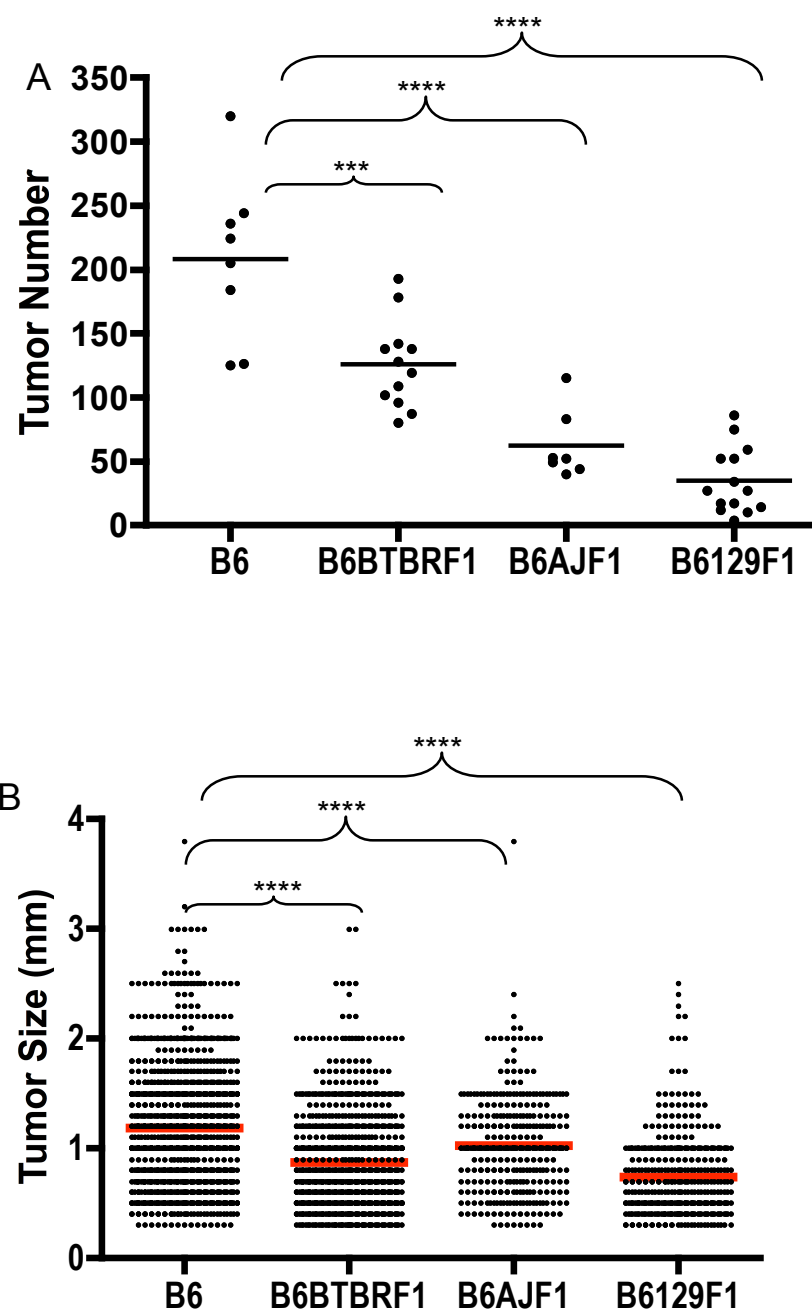 ****
A
350
****
300
***
250
200
150
100
50
0
Tumor Number
B6
B6BTBRF1
B6AJF1
B6129F1
****
B
****
4
****
3
2
1
0
Tumor Size (mm)
B6
B6BTBRF1
B6AJF1
B6129F1